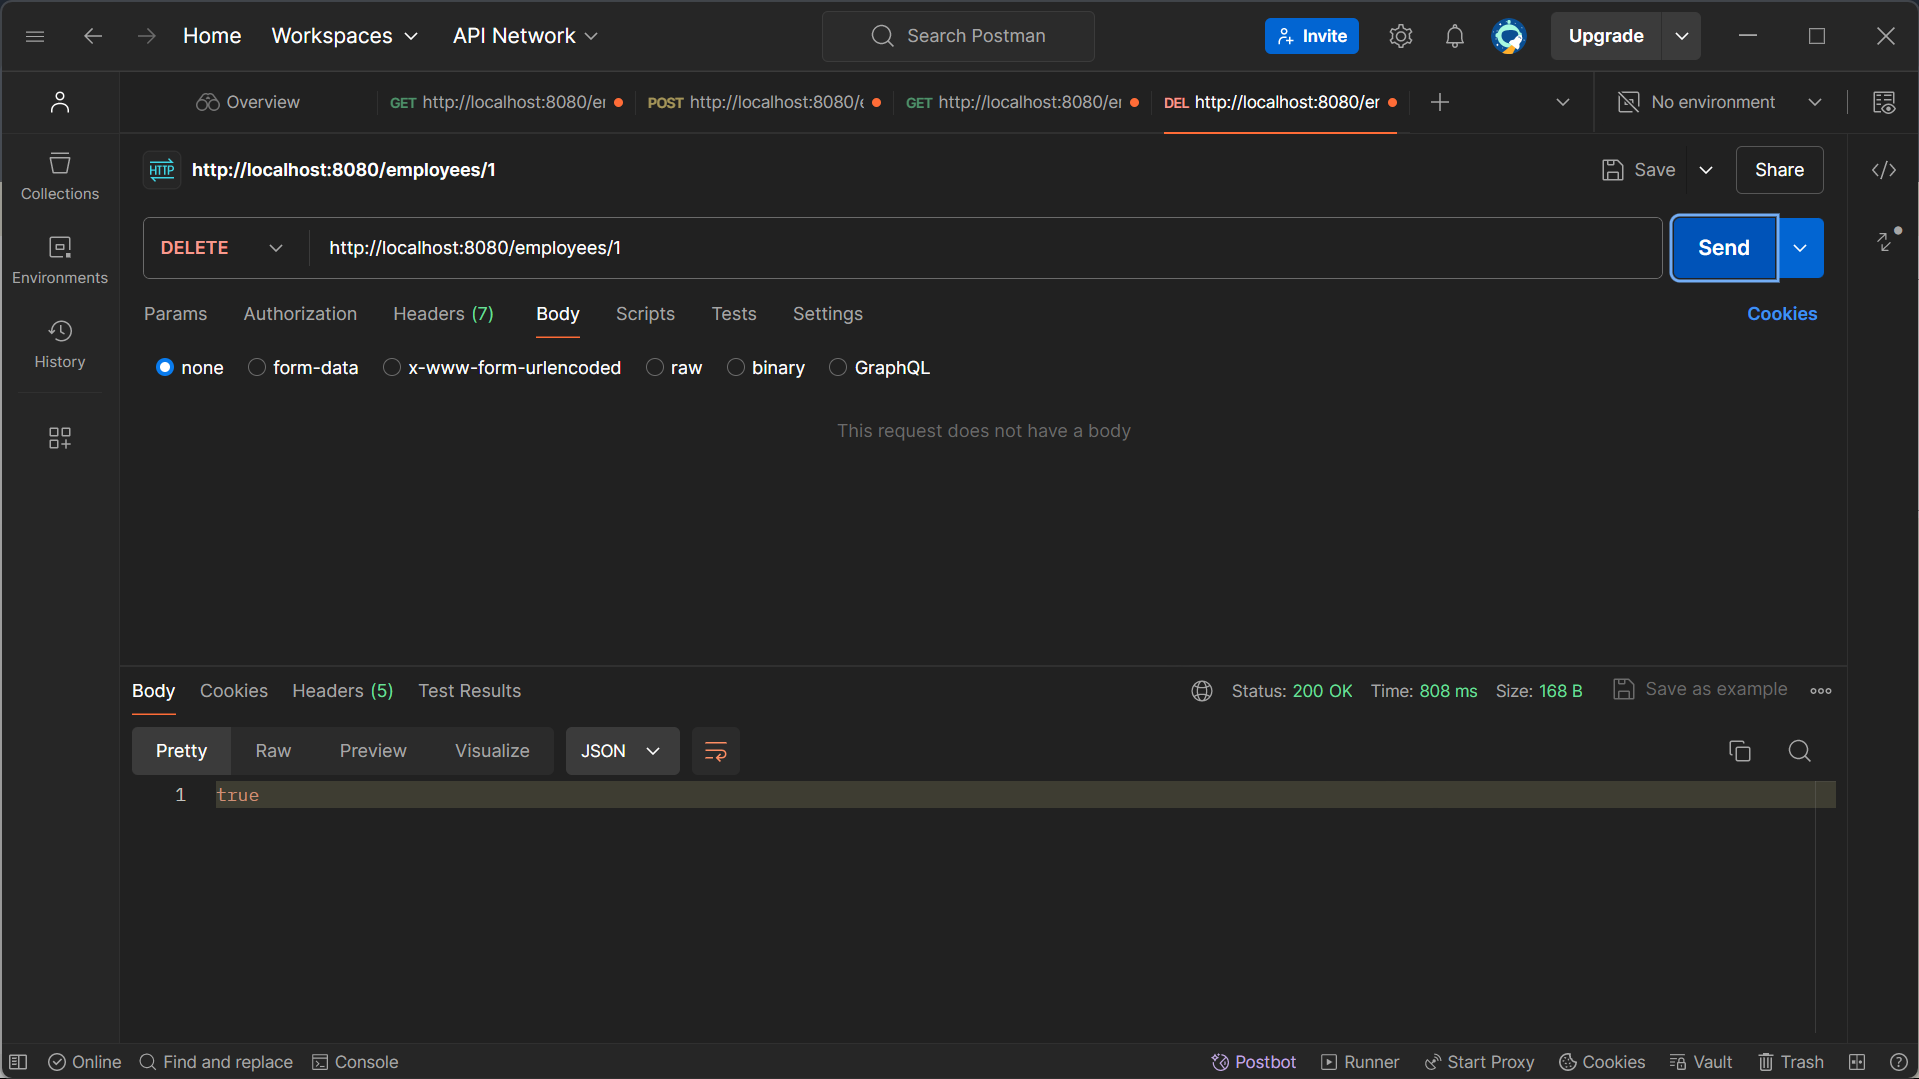 Home Workspaces API Network Search Postman Invite Upgrade
Overview GET http://localhost:8080/er POST http://localhost:8080/e GET http://localhost:8080/er DEL http://localhost:8080/er No environment
HTTP http://localhost:8080/employees/1 Save Share
Collections
DELETE http://localhost:8080/employees/1 Send
Environments
Params Authorization Headers (7) Body Scripts Tests Settings Cookies
History
none form-data x-www-form-urlencoded raw binary GraphQL
This request does not have a body
Body Cookies Headers (5) Test Results Status: 200 OK Time: 808 ms Size: 168 B Save as example
Pretty Raw Preview Visualize JSON
1 true
Online Find and replace Console Postbot Runner Start Proxy Cookies Vault Trash